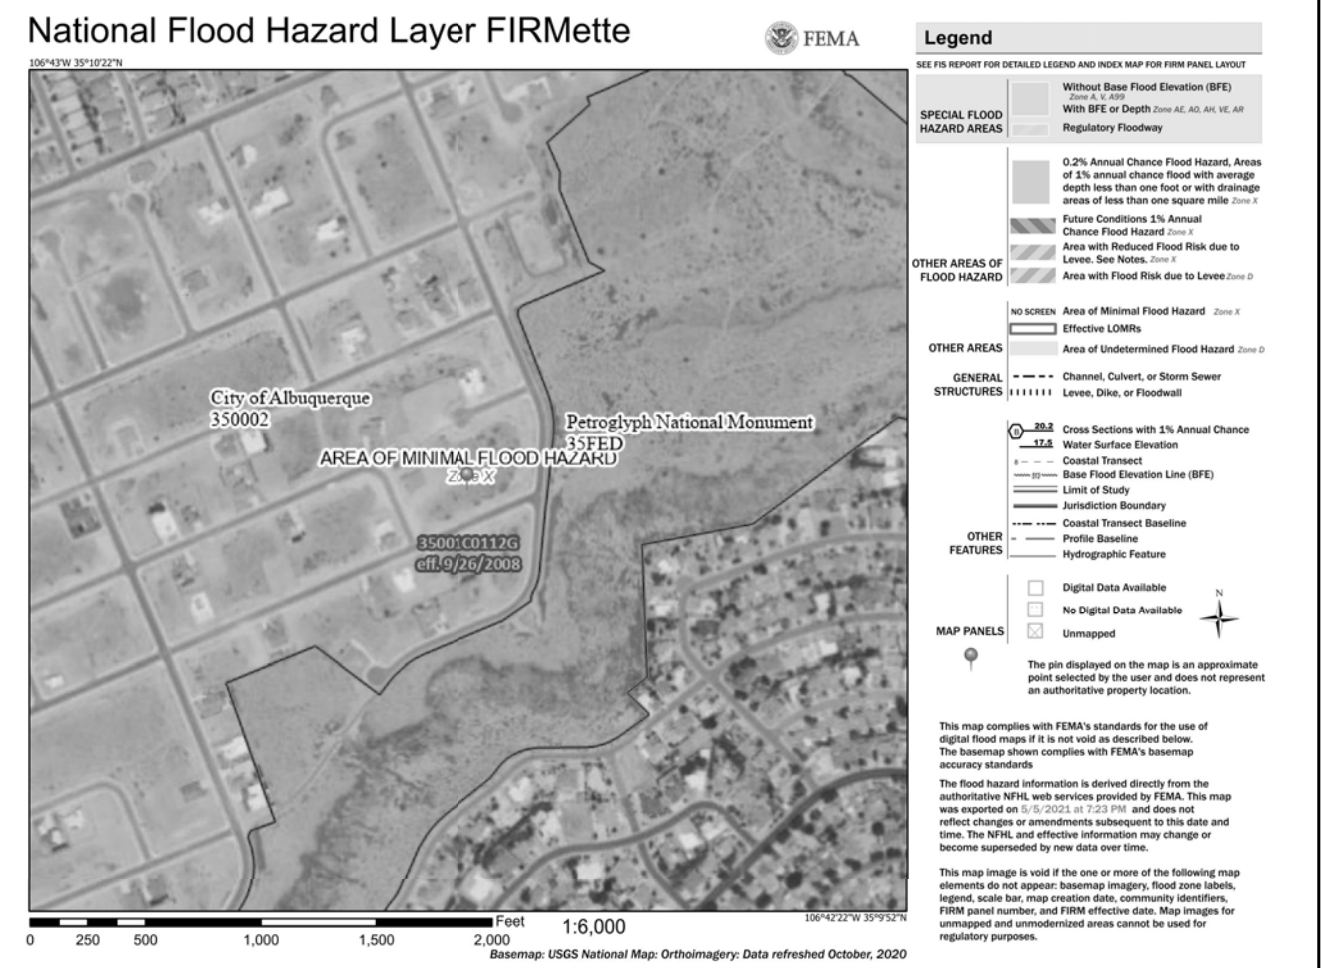 National Flood Hazard Layer FIRMette
FEMA
106°43'W 35°10'22"N
City of Albuquerque
350002
Petroglyph National Monument
35FED
AREA OF MINIMAL FLOOD HAZARD
Zone X
35001C0112G
eff. 9/26/2008
106°42'22"W 35°9'52"N
Feet
1:6,000
0
250
500
1,000
1,500
2,000
Basemap: USGS National Map: Orthoimagery: Data refreshed October, 2020
Legend
SEE FIS REPORT FOR DETAILED LEGEND AND INDEX MAP FOR FIRM PANEL LAYOUT
SPECIAL FLOOD
HAZARD AREAS
Without Base Flood Elevation (BFE)
Zone A, V, A99
With BFE or Depth Zone AE, AO, AH, VE, AR
Regulatory Floodway
OTHER AREAS OF
FLOOD HAZARD
0.2% Annual Chance Flood Hazard, Areas
of 1% annual chance flood with average
depth less than one foot or with drainage
areas of less than one square mile Zone X
Future Conditions 1% Annual
Chance Flood Hazard Zone X
Area with Reduced Flood Risk due to
Levee. See Notes. Zone X
Area with Flood Risk due to Levee Zone D
OTHER AREAS
NO SCREEN Area of Minimal Flood Hazard Zone X
Effective LOMRs
Area of Undetermined Flood Hazard Zone D
GENERAL
STRUCTURES
Channel, Culvert, or Storm Sewer
Levee, Dike, or Floodwall
OTHER
FEATURES
B 20.2 Cross Sections with 1% Annual Chance
17.5 Water Surface Elevation
8 Coastal Transect
513 Base Flood Elevation Line (BFE)
Limit of Study
Jurisdiction Boundary
Coastal Transect Baseline
Profile Baseline
Hydrographic Feature
MAP PANELS
Digital Data Available
No Digital Data Available
Unmapped
N
The pin displayed on the map is an approximate
point selected by the user and does not represent
an authoritative property location.
This map complies with FEMA's standards for the use of
digital flood maps if it is not void as described below.
The basemap shown complies with FEMA's basemap
accuracy standards
The flood hazard information is derived directly from the
authoritative NFHL web services provided by FEMA. This map
was exported on 5/5/2021 at 7:23 PM and does not
reflect changes or amendments subsequent to this date and
time. The NFHL and effective information may change or
become superseded by new data over time.
This map image is void if the one or more of the following map
elements do not appear: basemap imagery, flood zone labels,
legend, scale bar, map creation date, community identifiers,
FIRM panel number, and FIRM effective date. Map images for
unmapped and unmodernized areas cannot be used for
regulatory purposes.